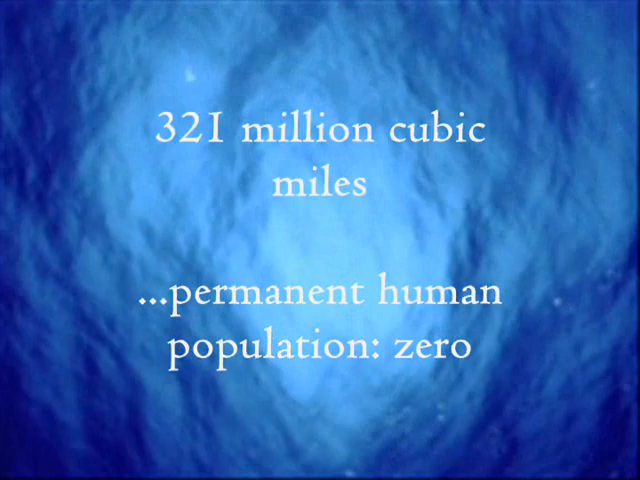 321 million cubic
miles
...permanent human
population: zero